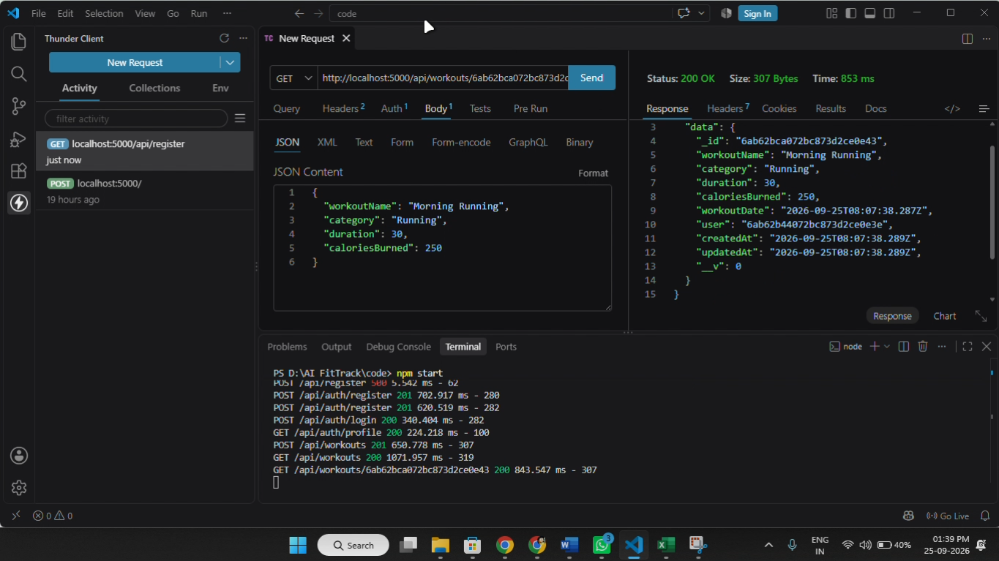 File Edit Selection View Go Run ···
code
Sign In
Thunder Client
New Request
Activity Collections Env
filter activity
GET localhost:5000/api/register
just now
POST localhost:5000/
19 hours ago
TC New Request
GET http://localhost:5000/api/workouts/6ab62bca072bc873d2c Send
Query Headers 2 Auth 1 Body 1 Tests Pre Run
JSON XML Text Form Form-encode GraphQL Binary
JSON Content Format
1 {
2 "workoutName": "Morning Running",
3 "category": "Running",
4 "duration": 30,
5 "caloriesBurned": 250
6 }
Status: 200 OK Size: 307 Bytes Time: 853 ms
Response Headers 7 Cookies Results Docs </>
3 "data": {
4 "_id": "6ab62bca072bc873d2ce0e43",
5 "workoutName": "Morning Running",
6 "category": "Running",
7 "duration": 30,
8 "caloriesBurned": 250,
9 "workoutDate": "2026-09-25T08:07:38.287Z",
10 "user": "6ab62b44072bc873d2ce0e3e",
11 "createdAt": "2026-09-25T08:07:38.289Z",
12 "updatedAt": "2026-09-25T08:07:38.289Z",
13 "__v": 0
14 }
15 }
Response Chart
Problems Output Debug Console Terminal Ports
node
PS D:\AI FitTrack\code> npm start
POST /api/register 500 5.542 ms - 62
POST /api/auth/register 201 702.917 ms - 280
POST /api/auth/register 201 620.519 ms - 282
POST /api/auth/login 200 340.404 ms - 282
GET /api/auth/profile 200 224.218 ms - 100
POST /api/workouts 201 650.778 ms - 307
GET /api/workouts 200 1071.957 ms - 319
GET /api/workouts/6ab62bca072bc873d2ce0e43 200 843.547 ms - 307
0 0
Go Live
Search
3
ENG
IN
40%
01:39 PM
25-09-2026